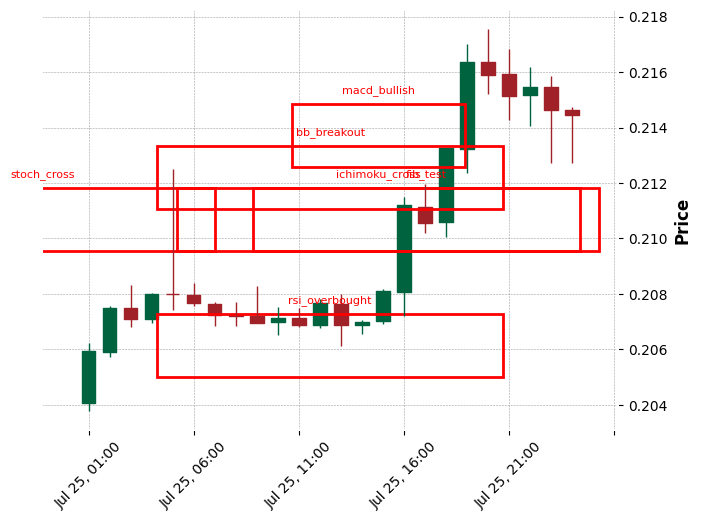 0.218
0.216
macd_bullish
0.214
bb_breakout
0.212
stoch_cross
ichimoku_cross
fib_test
0.210
Price
0.208
rsi_overbought
0.206
0.204
Jul 25, 01:00
Jul 25, 06:00
Jul 25, 11:00
Jul 25, 16:00
Jul 25, 21:00